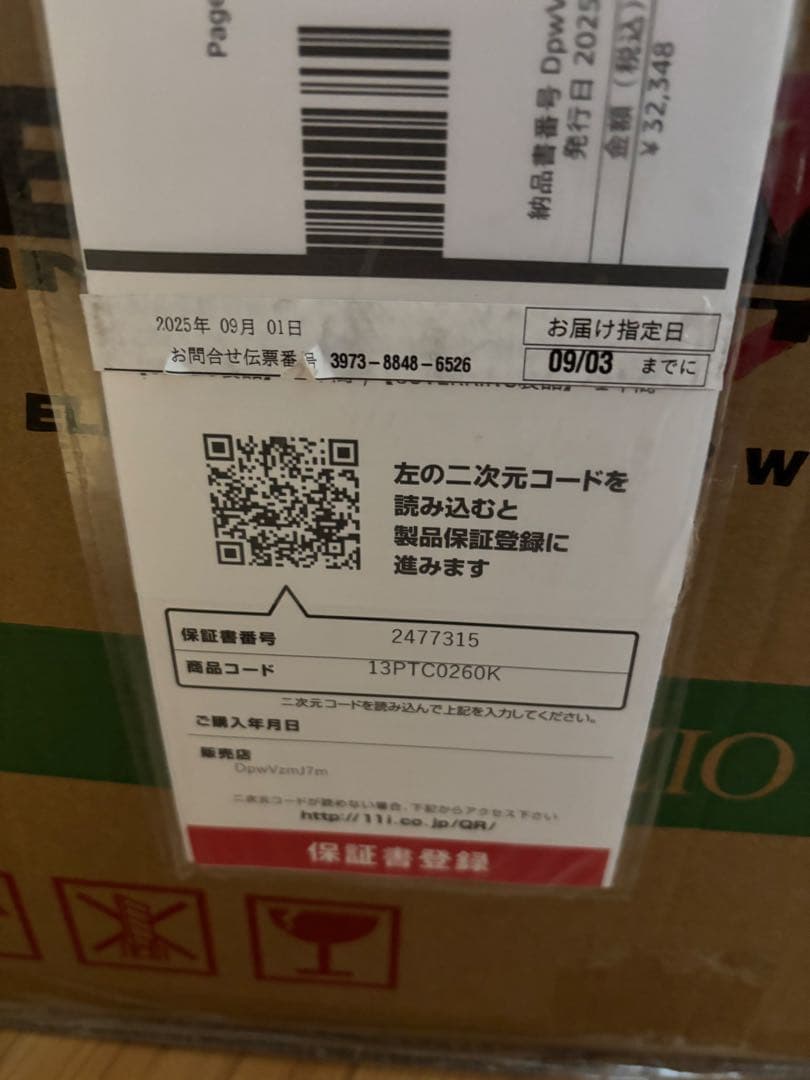 Page
納品書番号 DpwV
発行日 2025
金額（税込）
¥32,348
2025年 09月 01日
お届け指定日
お問合せ伝票番号 3973-8848-6526
09/03 までに
EL
W
左の二次元コードを
読み込むと
製品保証登録に
進みます
保証書番号 2477315
商品コード 13PTC0260K
二次元コードを読み込んで上記を入力してください。
ご購入年月日
販売店
DpwVzmJ7m
二次元コードが読めない場合、下記からアクセス下さい
http://11i.co.jp/QR/
保証書登録